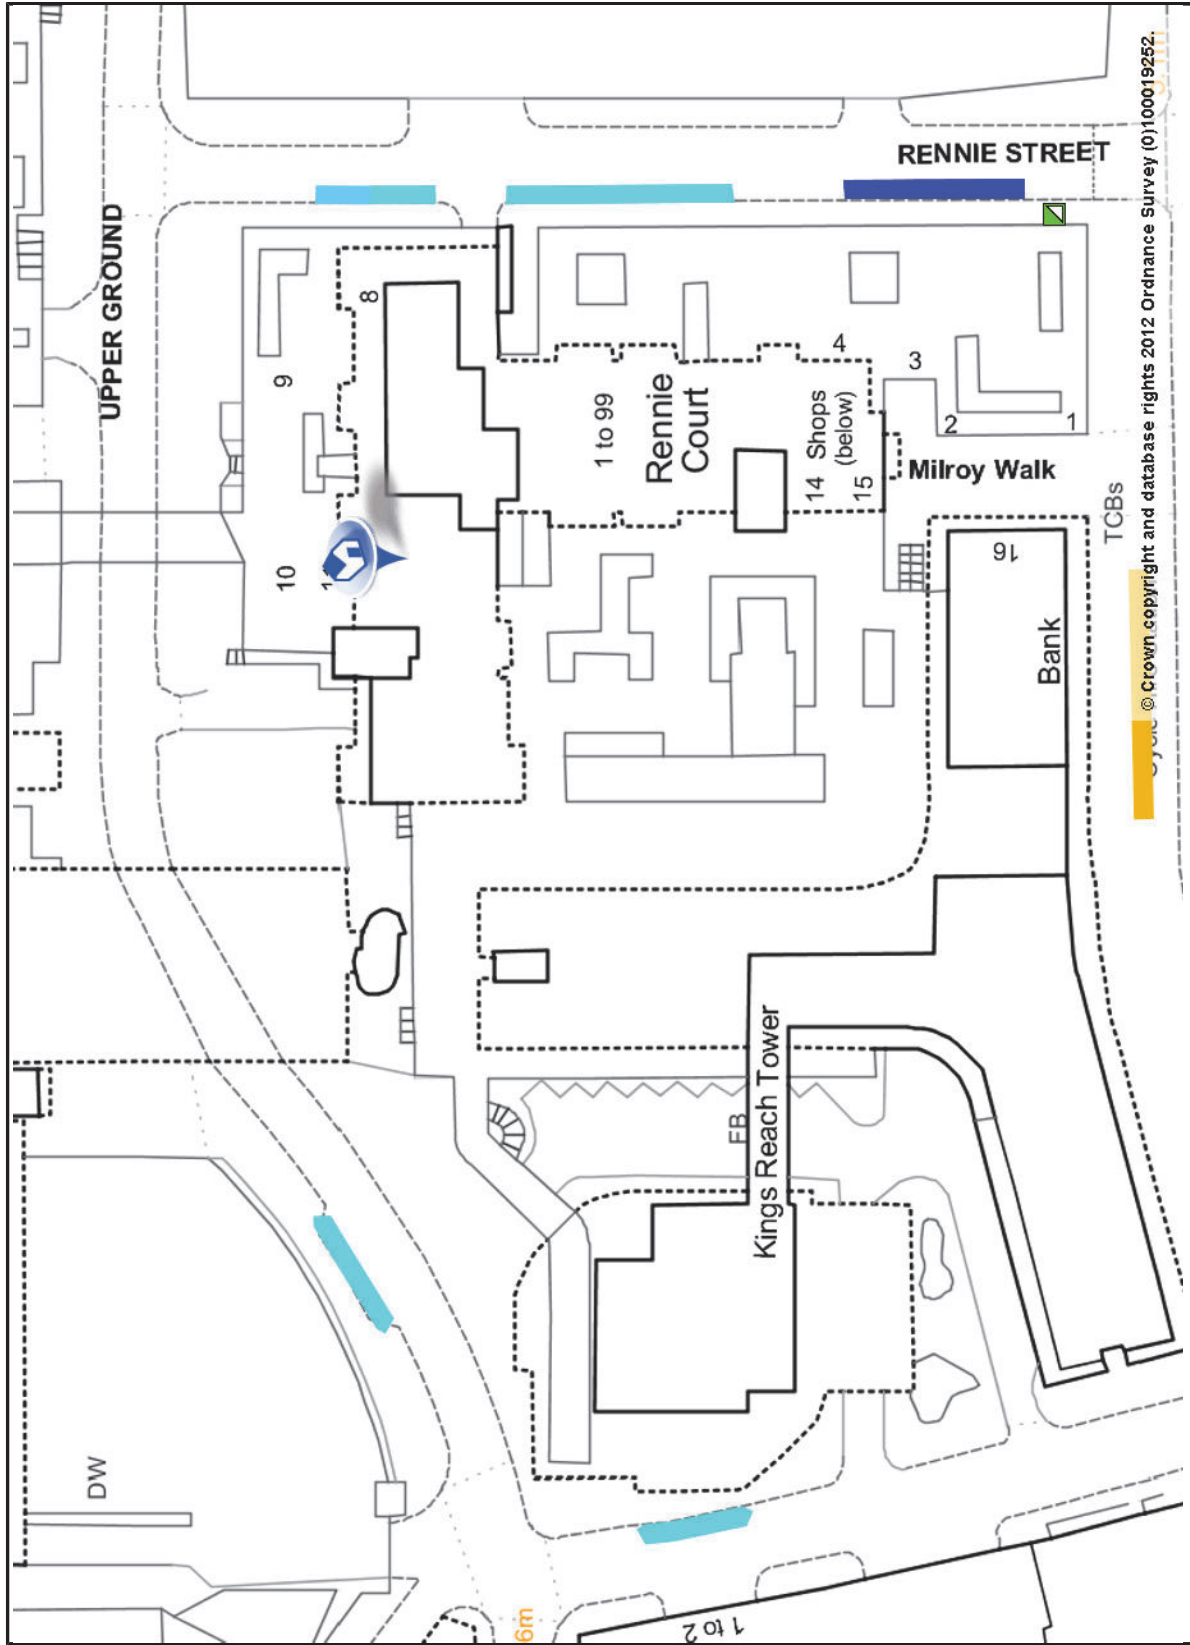 RENNIE STREET
UPPER GROUND
8
9
4
3
1 to 99
Rennie
Court
Shops
(below)
14
15
2
1
Milroy Walk
10
TCBs
16
Bank
Kings Reach Tower
FB
DW
6m
1 to 2
© Crown copyright and database rights 2012 Ordnance Survey (0)100019252.